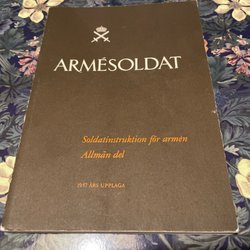 ARMÉSOLDAT
Soldatinstruktion för armén
Allmän del
1957 ÅRS UPPLAGA